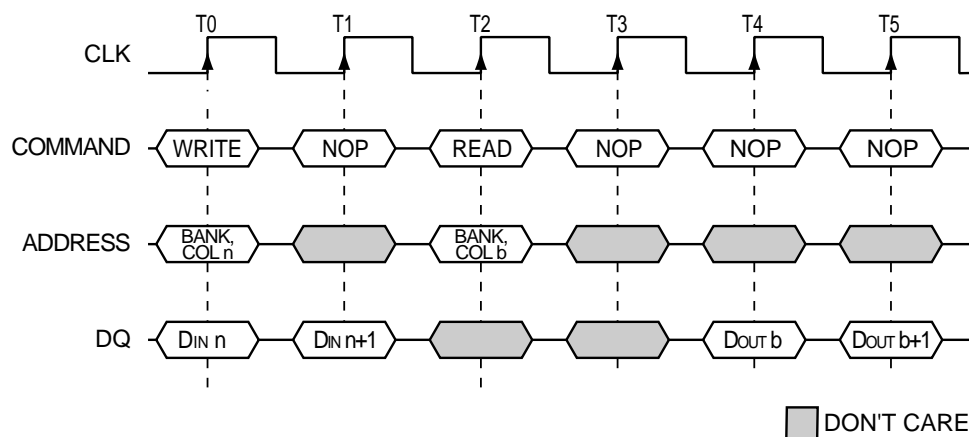 T0 T1 T2 T3 T4 T5
CLK
COMMAND WRITE NOP READ NOP NOP NOP
ADDRESS BANK, COL n BANK, COL b
DQ DIN n DIN n+1 DOUT b DOUT b+1
DON'T CARE